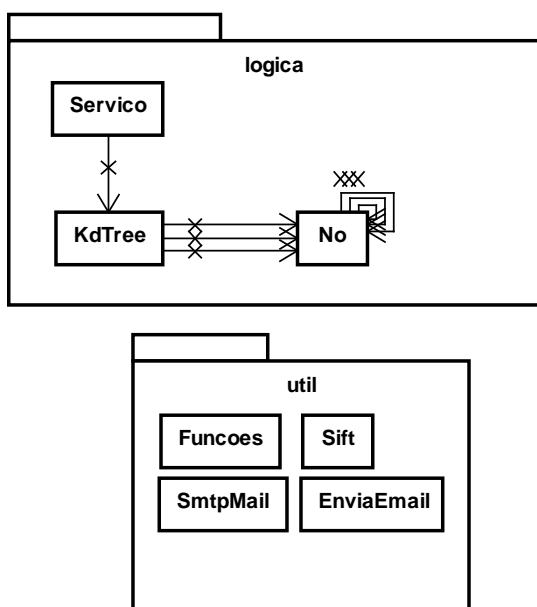 logica
Servico
KdTree
No
util
Funcoes
Sift
SmtpMail
EnviaEmail